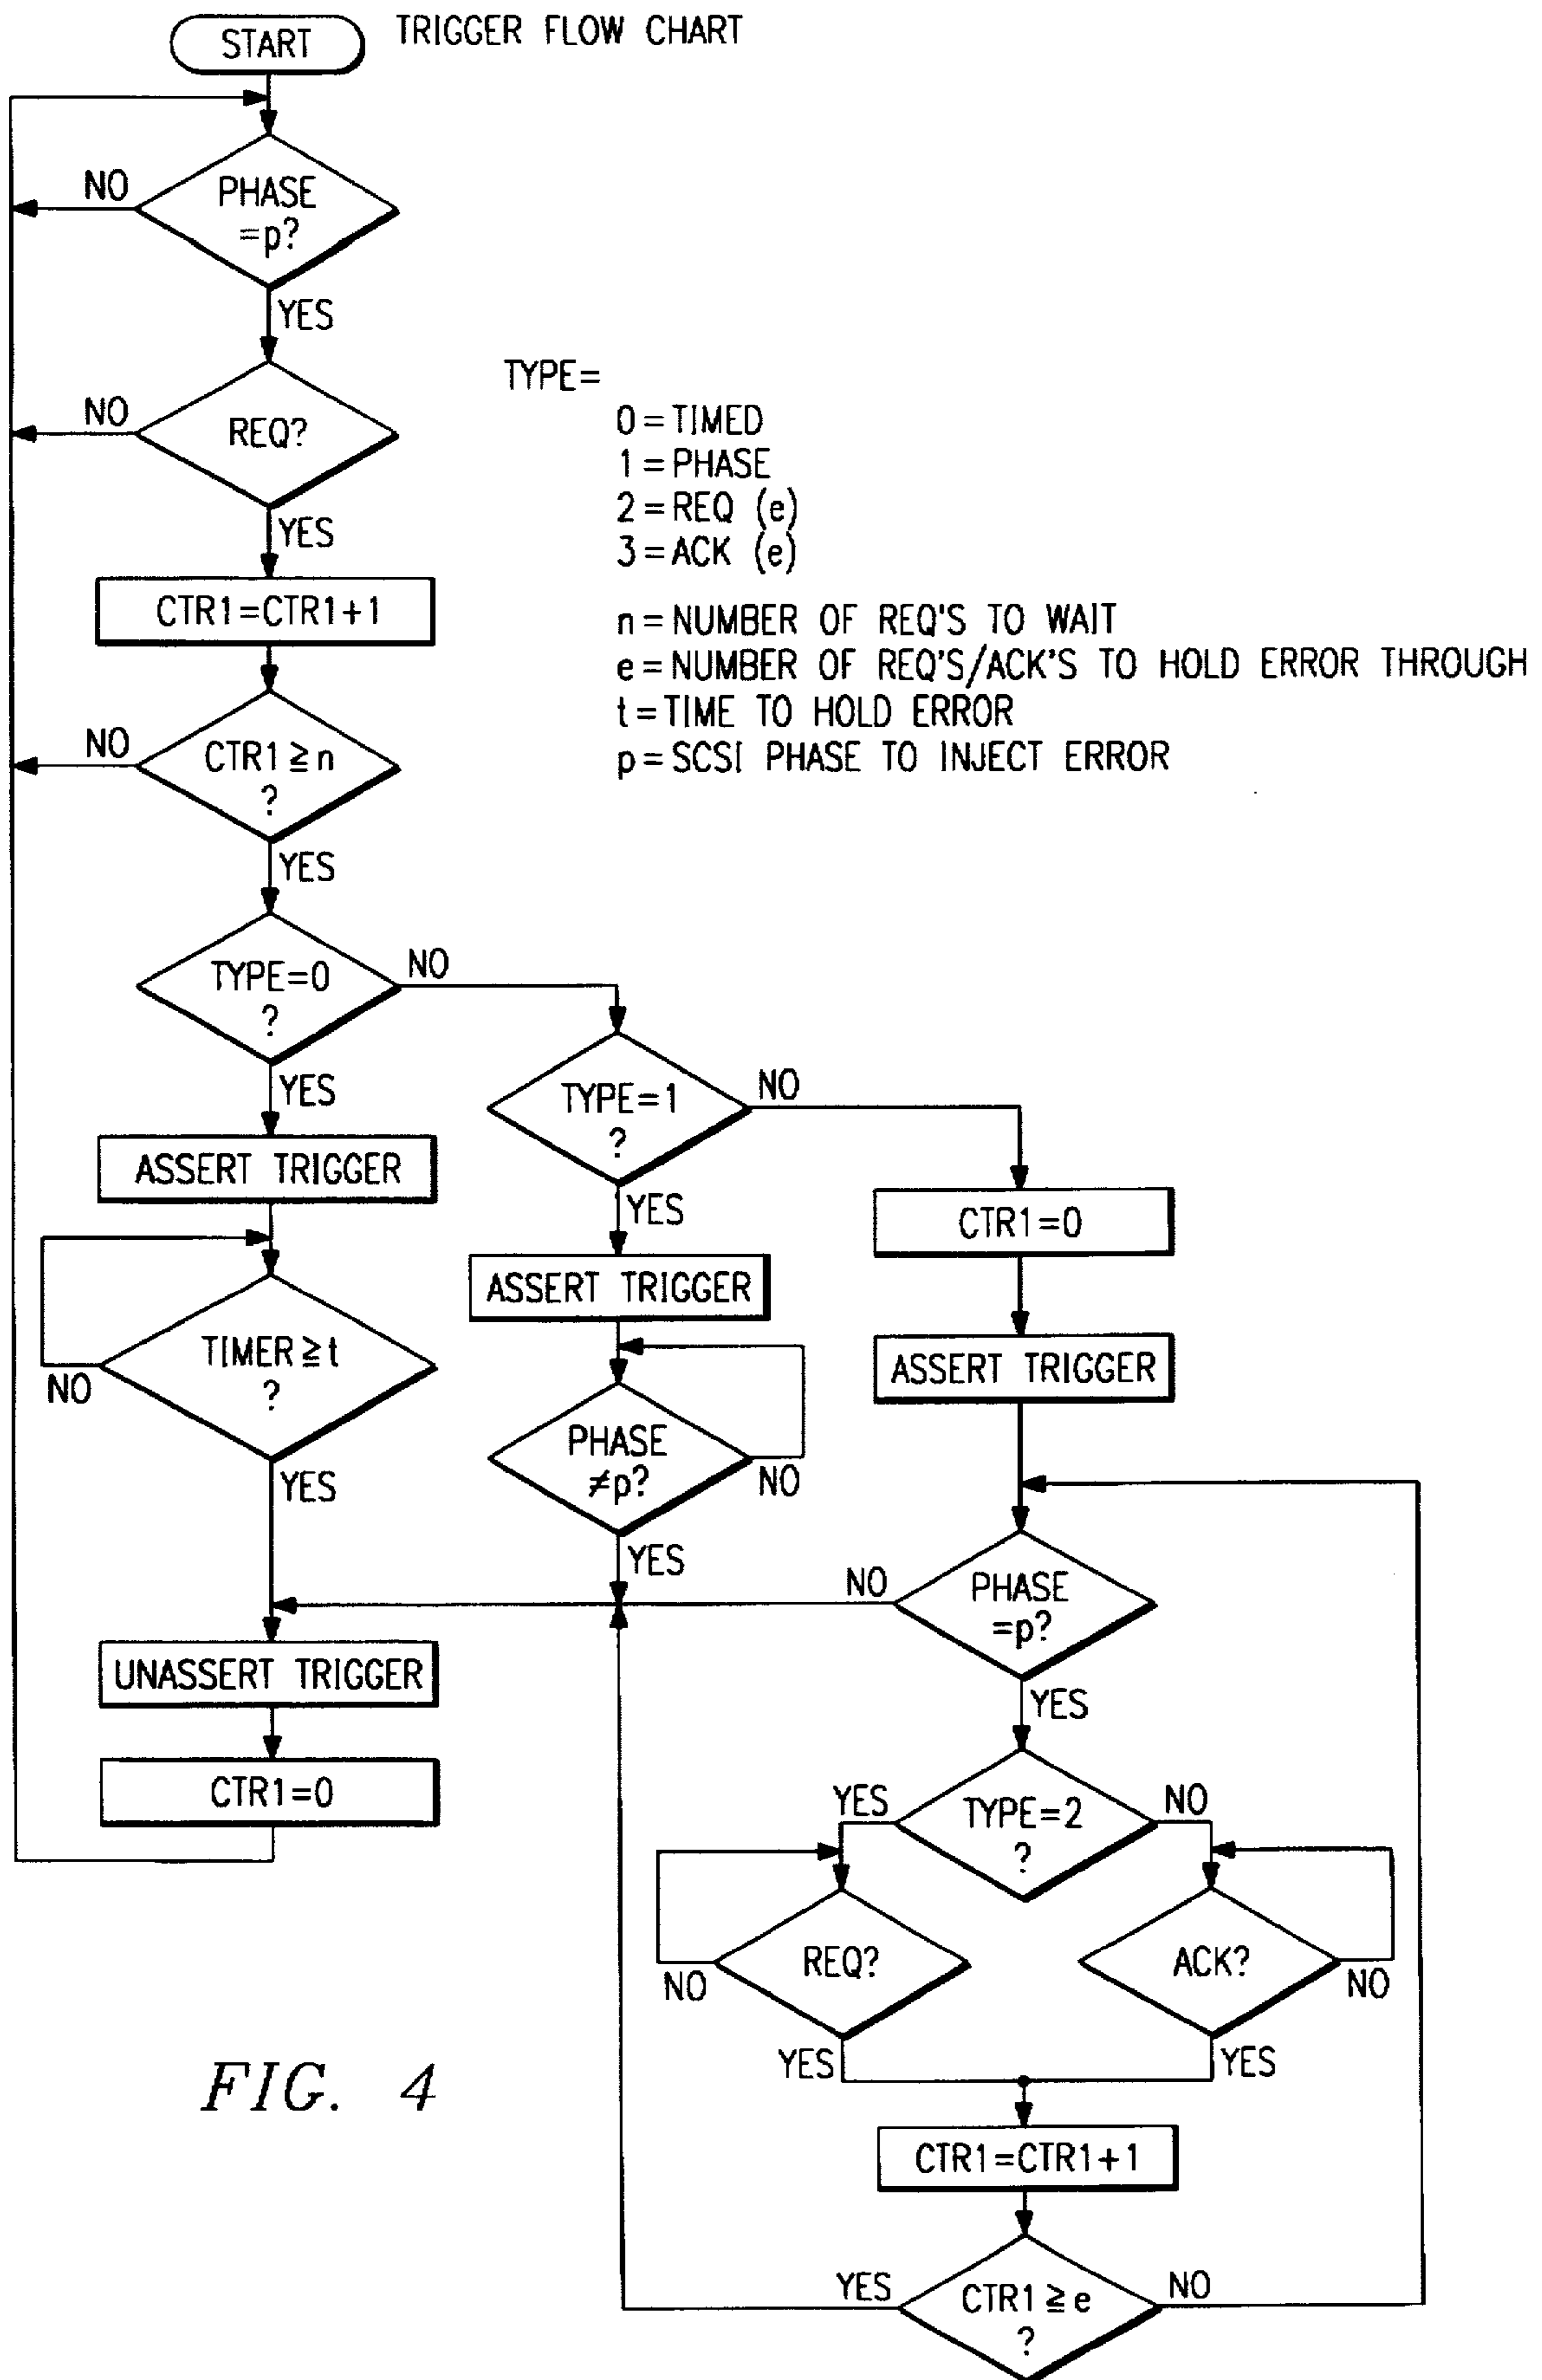 START
TRIGGER FLOW CHART
PHASE
=p?
NO
YES
REQ?
NO
YES
CTR1=CTR1+1
CTR1≧n
?
NO
YES
TYPE=
0=TIMED
1=PHASE
2=REQ (e)
3=ACK (e)
n=NUMBER OF REQ'S TO WAIT
e=NUMBER OF REQ'S/ACK'S TO HOLD ERROR THROUGH
t=TIME TO HOLD ERROR
p=SCSI PHASE TO INJECT ERROR
TYPE=0
?
NO
YES
ASSERT TRIGGER
TIMER≧t
?
NO
YES
UNASSERT TRIGGER
CTR1=0
TYPE=1
?
NO
YES
ASSERT TRIGGER
PHASE
≠p?
NO
YES
CTR1=0
ASSERT TRIGGER
PHASE
=p?
NO
YES
TYPE=2
?
YES
NO
REQ?
NO
YES
ACK?
NO
YES
CTR1=CTR1+1
CTR1≧e
?
YES
NO
FIG. 4